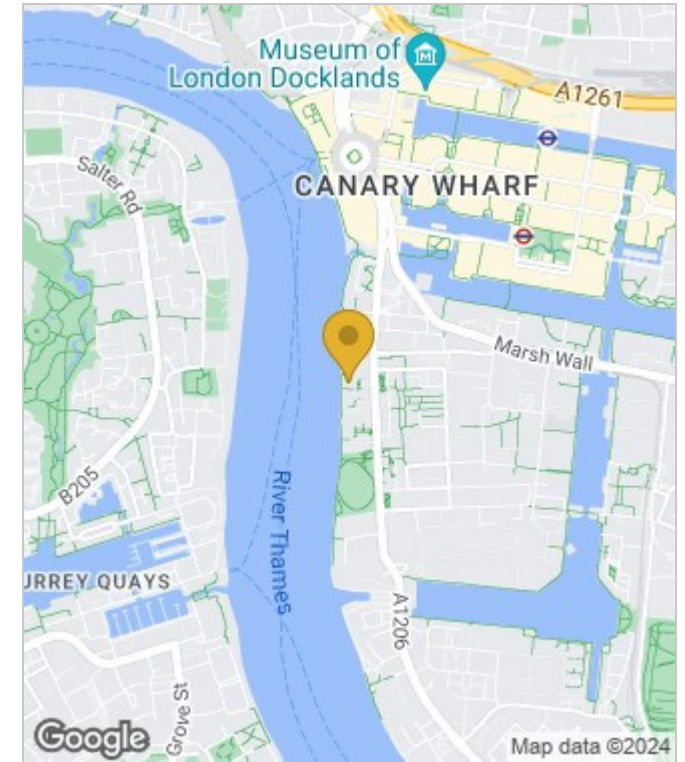 Museum of
London Docklands
A1261
Salter Rd
CANARY WHARF
Marsh Wall
B205
River Thames
URREY QUAYS
A1206
Grove St
Google
Map data ©2024